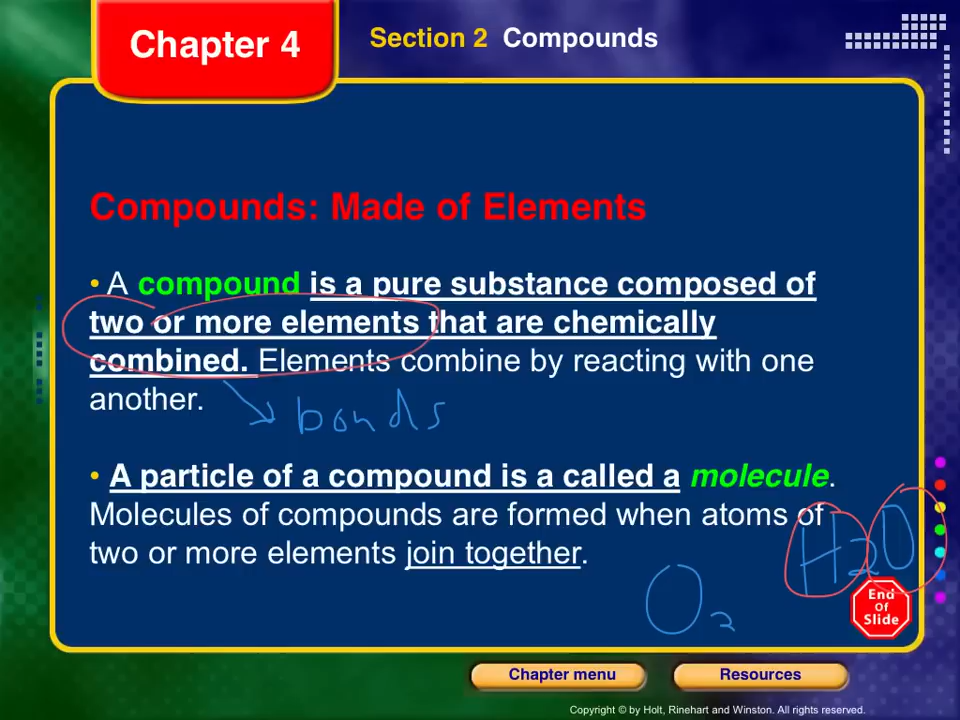 Chapter 4
Section 2 Compounds
Compounds: Made of Elements
• A compound is a pure substance composed of
two or more elements that are chemically
combined. Elements combine by reacting with one
another.
bonds
• A particle of a compound is a called a molecule.
Molecules of compounds are formed when atoms of
two or more elements join together.
H2O
O2
End
Of
Slide
Chapter menu
Resources
Copyright © by Holt, Rinehart and Winston. All rights reserved.